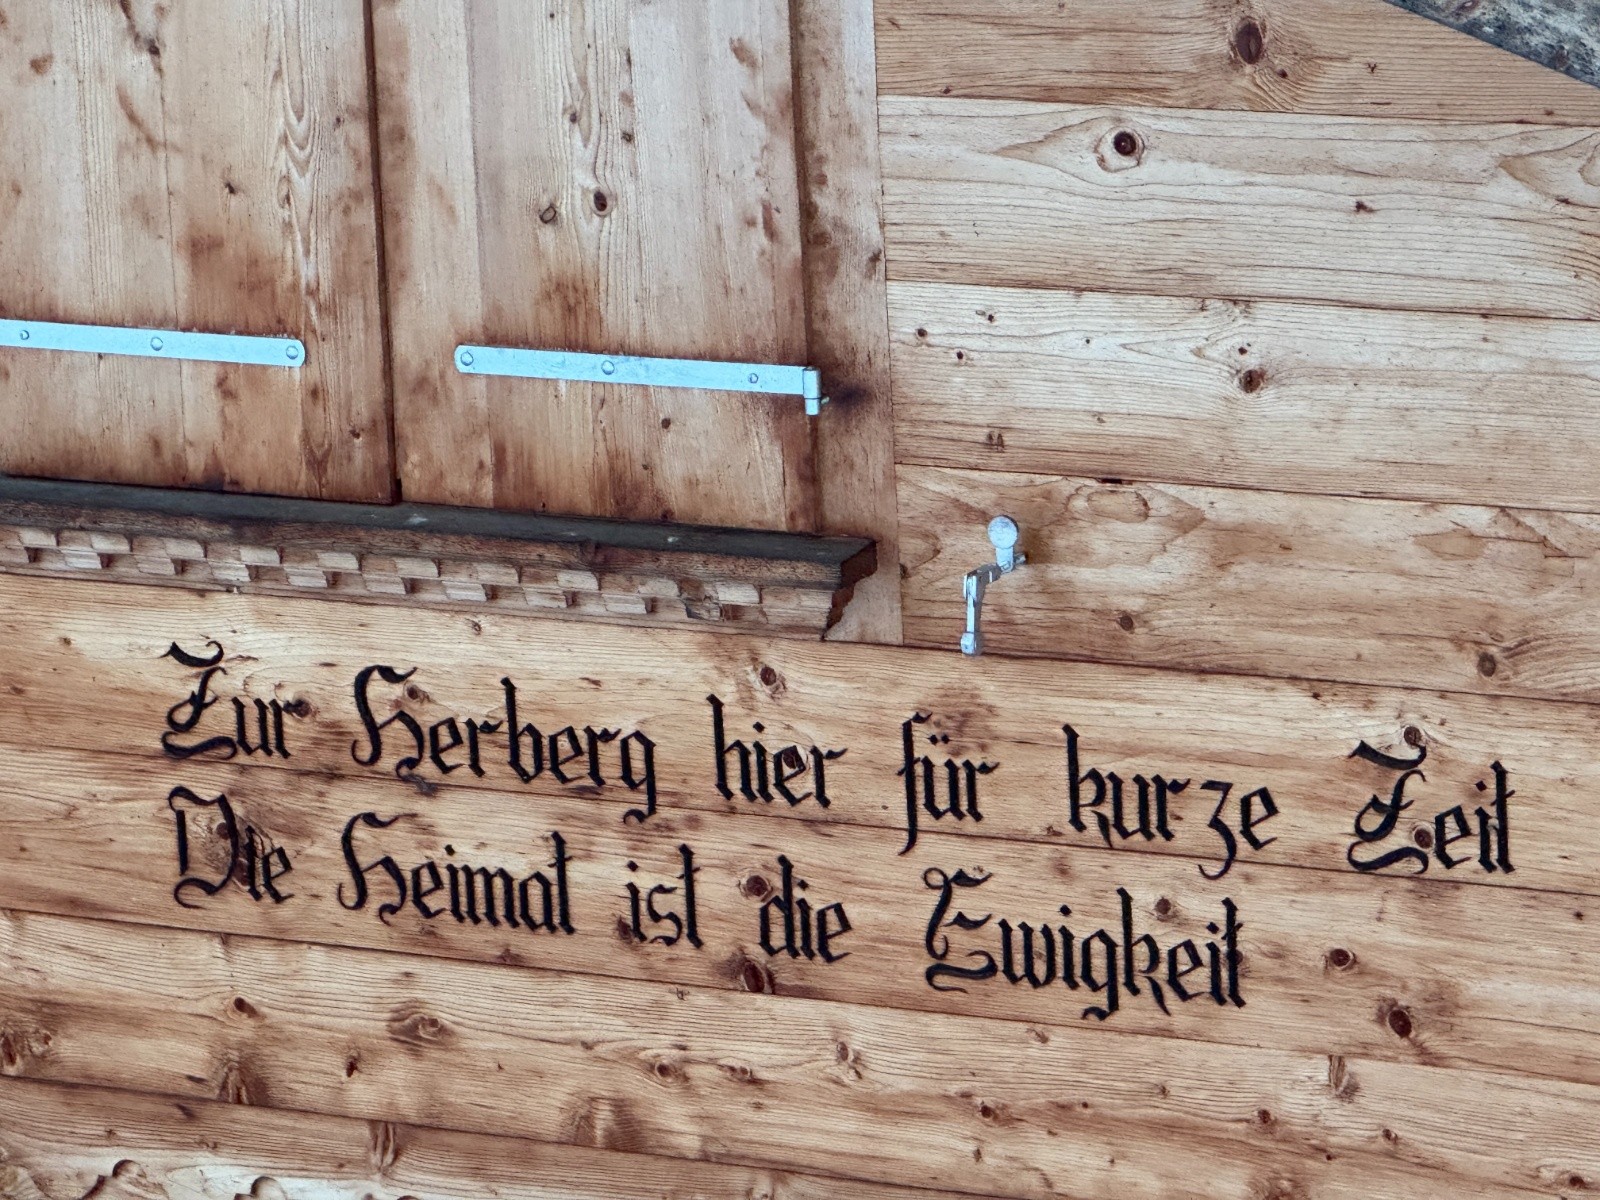 Zur Herberg hier für kurze Zeit
Die Heimat ist die Ewigkeit